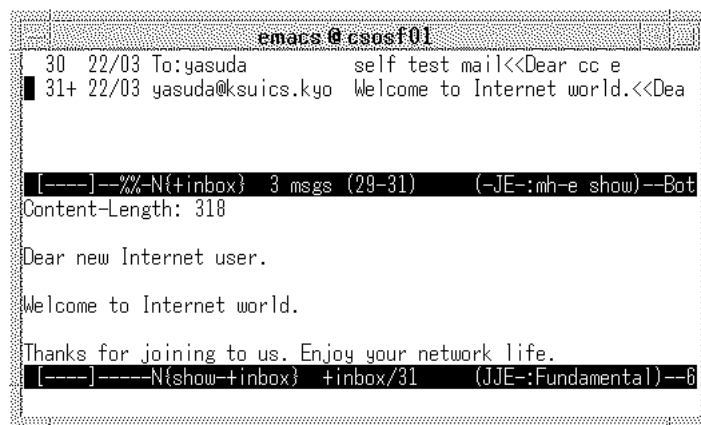 emacs @ csosf01
30  22/03 To:yasuda            self test mail<<Dear cc e
31+ 22/03 yasuda@ksuics.kyo  Welcome to Internet world.<<Dea
[----]--%%-N{+inbox}  3 msgs (29-31)      (-JE-:mh-e show)--Bot
Content-Length: 318
Dear new Internet user.
Welcome to Internet world.
Thanks for joining to us. Enjoy your network life.
[----]-----N{show-+inbox}  +inbox/31      (JJE-:Fundamental)--6